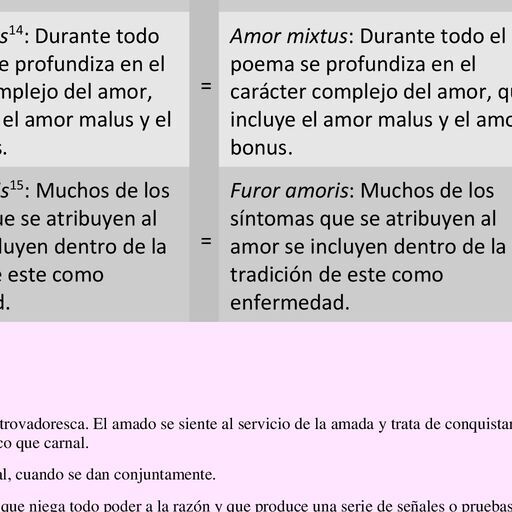 s14: Durante todo
e profundiza en el
mplejo del amor,
el amor malus y el
s.
=
Amor mixtus: Durante todo el
poema se profundiza en el
carácter complejo del amor, qu
incluye el amor malus y el amo
bonus.
is15: Muchos de los
ue se atribuyen al
luyen dentro de la
e este como
d.
=
Furor amoris: Muchos de los
síntomas que se atribuyen al
amor se incluyen dentro de la
tradición de este como
enfermedad.
trovadoresca. El amado se siente al servicio de la amada y trata de conquistar
co que carnal.
al, cuando se dan conjuntamente.
que niega todo poder a la razón y que produce una serie de señales o pruebas